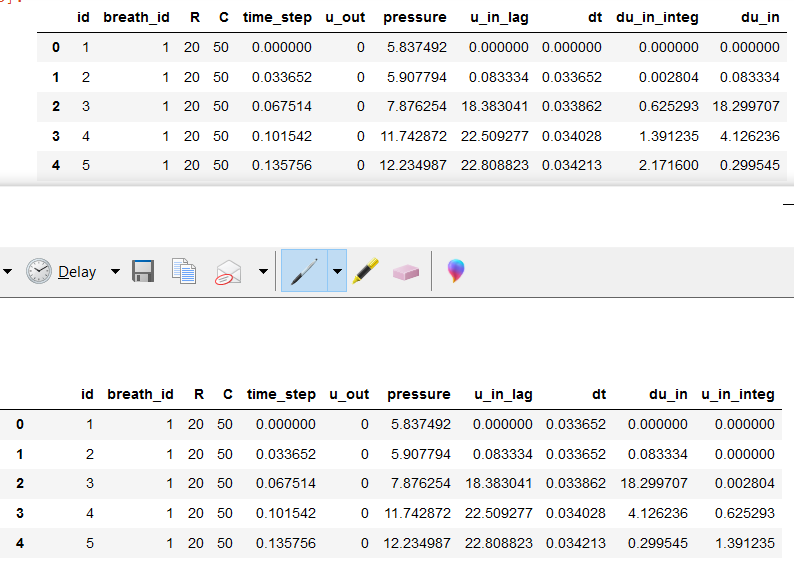 id breath_id R C time_step u_out pressure u_in_lag dt du_in_integ du_in
0 1 1 20 50 0.000000 0 5.837492 0.000000 0.000000 0.000000 0.000000
1 2 1 20 50 0.033652 0 5.907794 0.083334 0.033652 0.002804 0.083334
2 3 1 20 50 0.067514 0 7.876254 18.383041 0.033862 0.625293 18.299707
3 4 1 20 50 0.101542 0 11.742872 22.509277 0.034028 1.391235 4.126236
4 5 1 20 50 0.135756 0 12.234987 22.808823 0.034213 2.171600 0.299545
Delay
id breath_id R C time_step u_out pressure u_in_lag dt du_in u_in_integ
0 1 1 20 50 0.000000 0 5.837492 0.000000 0.033652 0.000000 0.000000
1 2 1 20 50 0.033652 0 5.907794 0.083334 0.033652 0.083334 0.000000
2 3 1 20 50 0.067514 0 7.876254 18.383041 0.033862 18.299707 0.002804
3 4 1 20 50 0.101542 0 11.742872 22.509277 0.034028 4.126236 0.625293
4 5 1 20 50 0.135756 0 12.234987 22.808823 0.034213 0.299545 1.391235